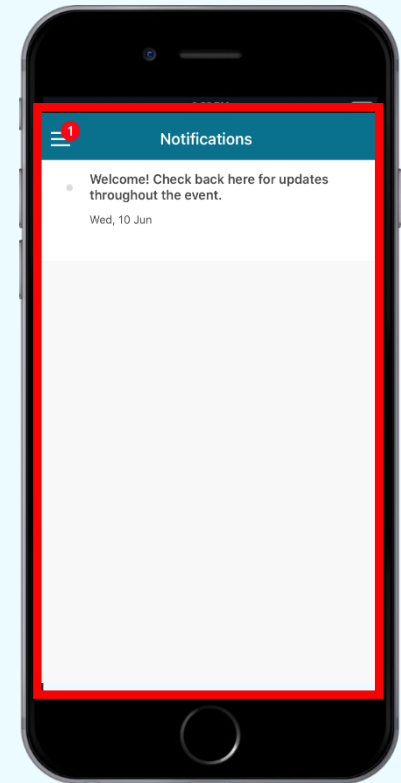 1
Notifications
Welcome! Check back here for updates
throughout the event.
Wed, 10 Jun